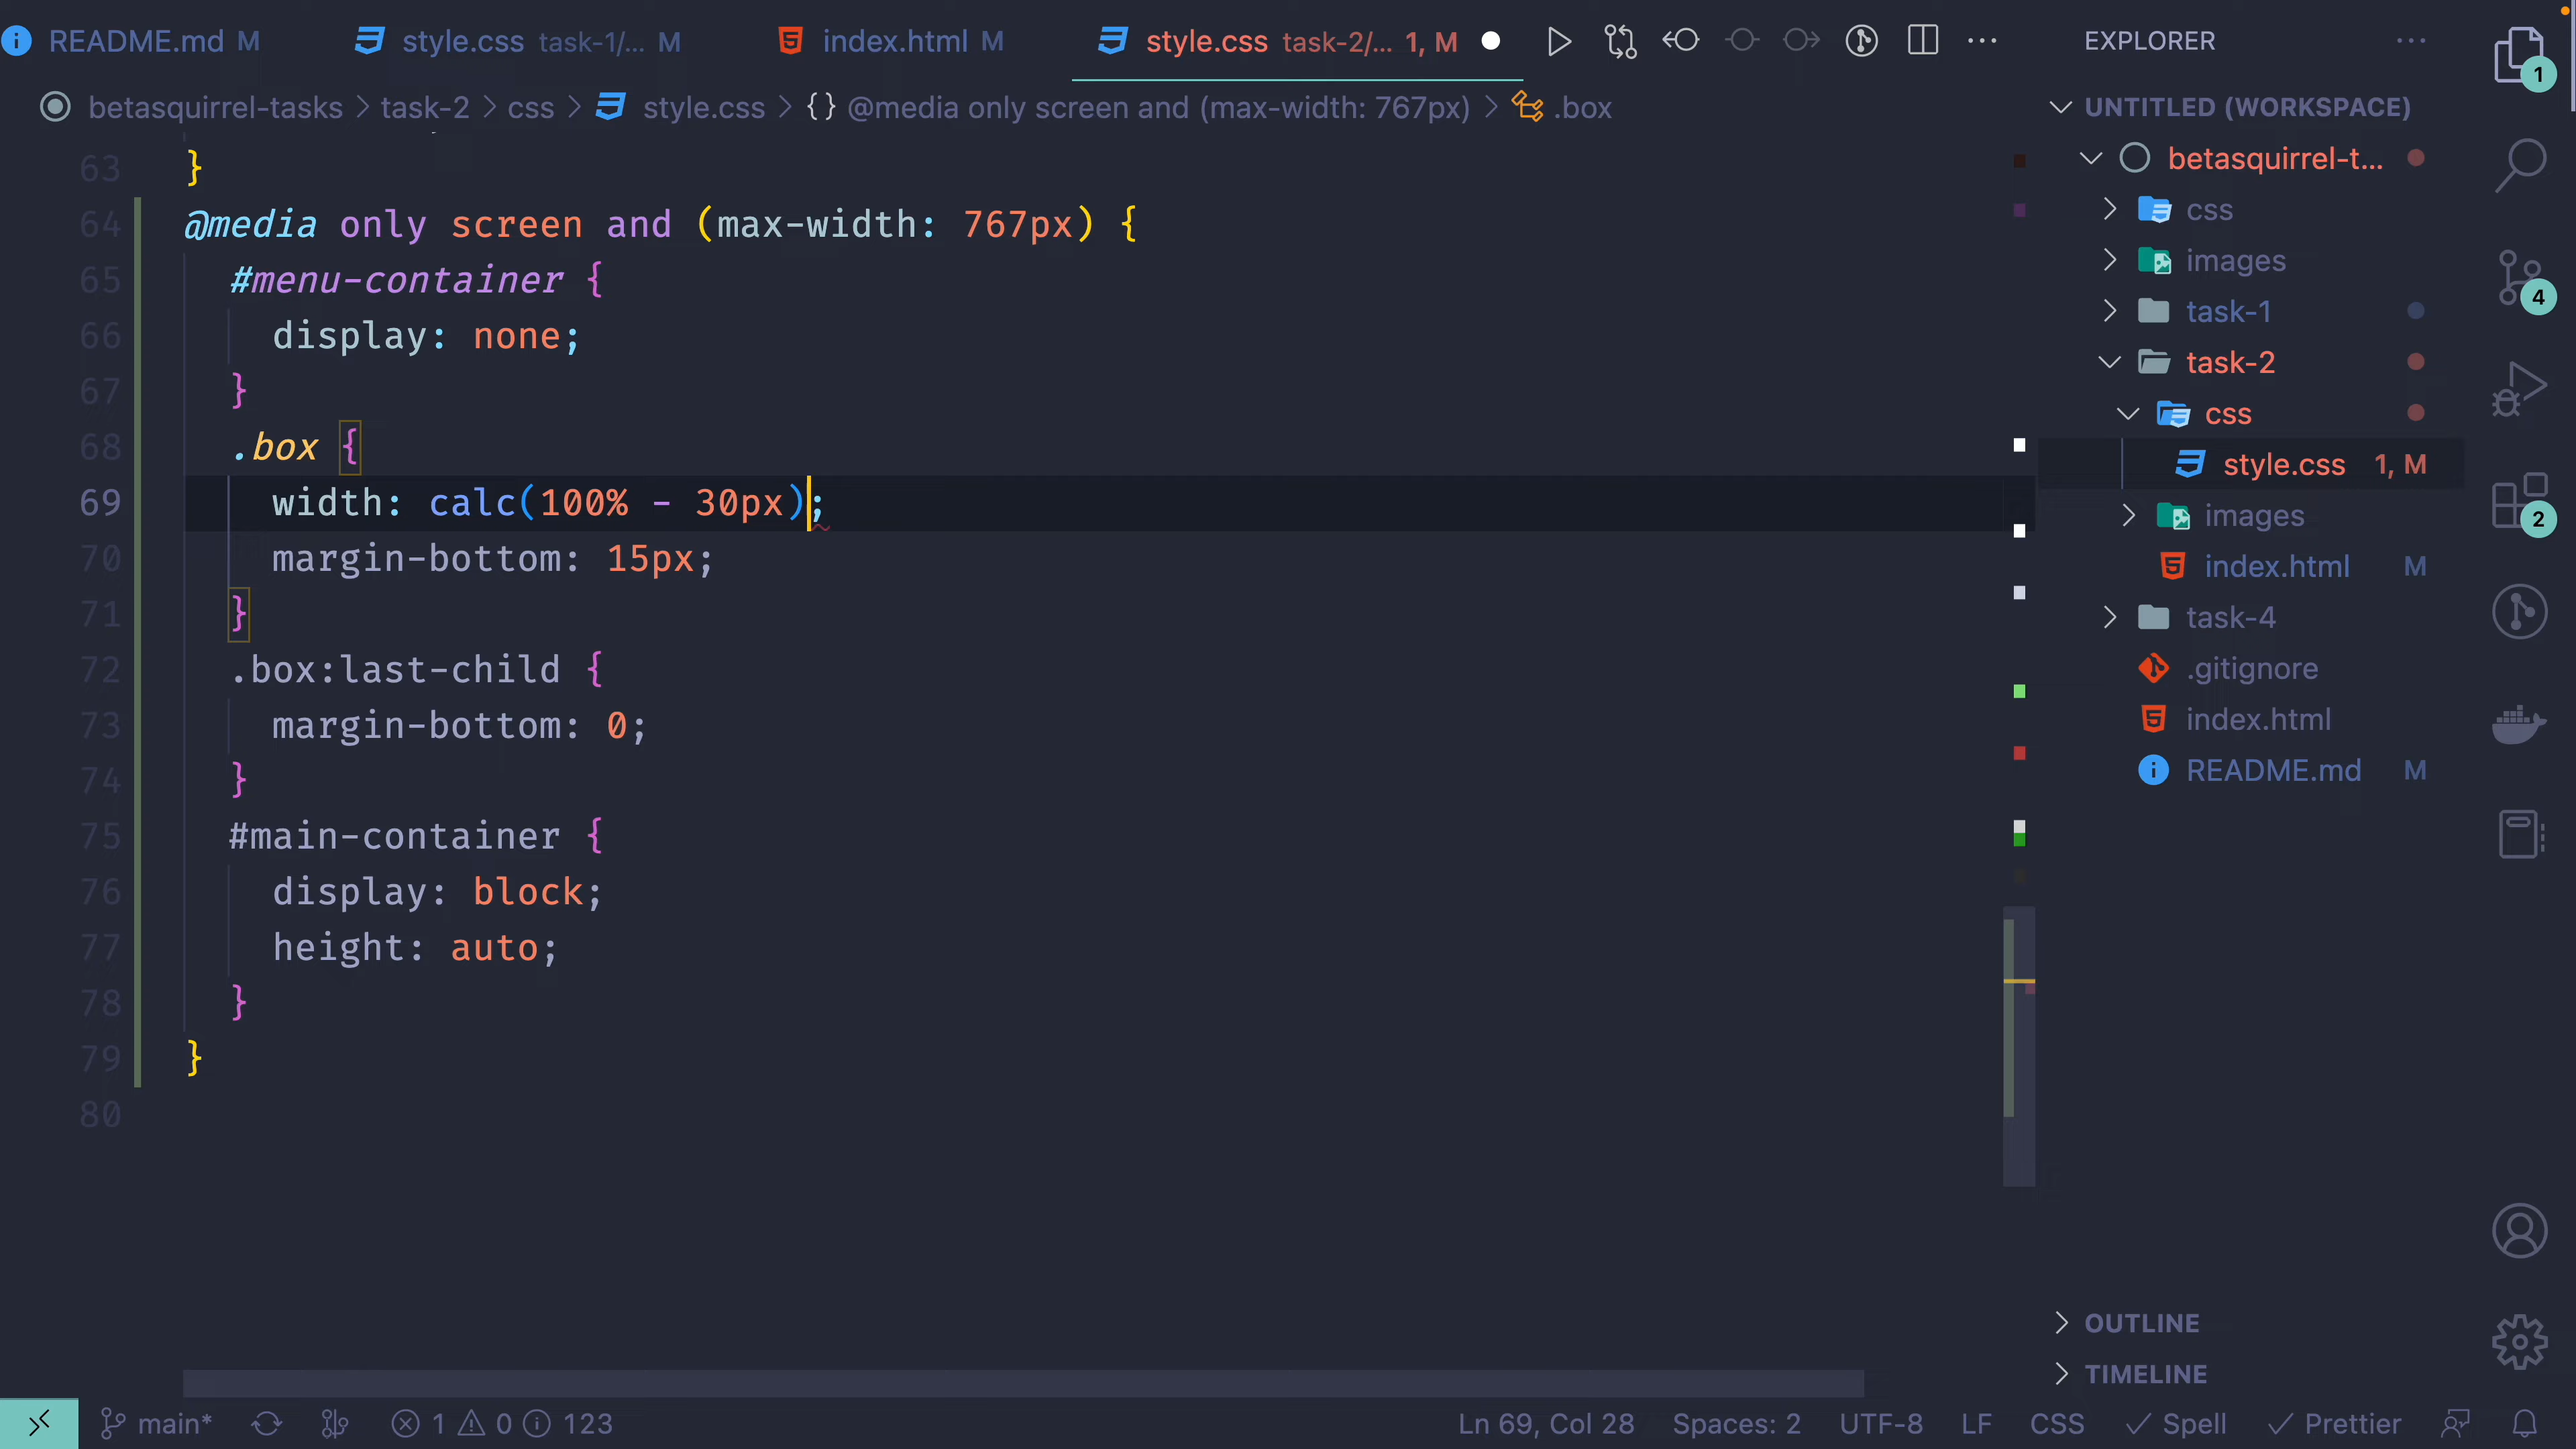 README.md M style.css task-1/... M index.html M style.css task-2/... 1, M EXPLORER 1
betasquirrel-tasks > task-2 > css > style.css > {} @media only screen and (max-width: 767px) > .box
UNTITLED (WORKSPACE)
63 }
64 @media only screen and (max-width: 767px) {
65 #menu-container {
66 display: none;
67 }
68 .box {
69 width: calc(100% - 30px);
70 margin-bottom: 15px;
71 }
72 .box:last-child {
73 margin-bottom: 0;
74 }
75 #main-container {
76 display: block;
77 height: auto;
78 }
79 }
80
betasquirrel-t...
css
images
task-1
task-2
css
style.css 1, M
images
index.html M
task-4
.gitignore
index.html
README.md M
OUTLINE
TIMELINE
4
2
main* 1 0 123 Ln 69, Col 28 Spaces: 2 UTF-8 LF CSS Spell Prettier